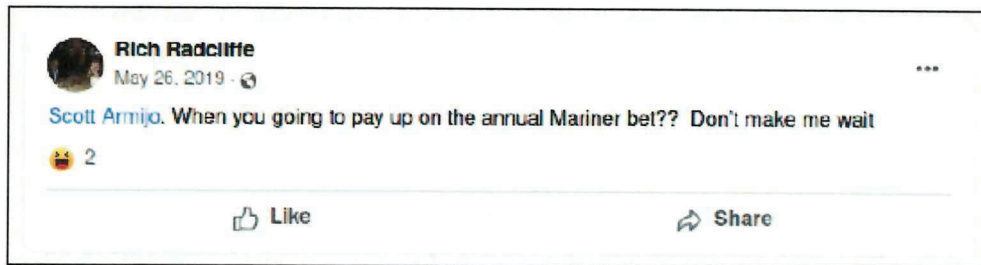 Rich Radcliffe
May 26, 2019 ·
Scott Armijo. When you going to pay up on the annual Mariner bet?? Don't make me wait
2
Like
Share